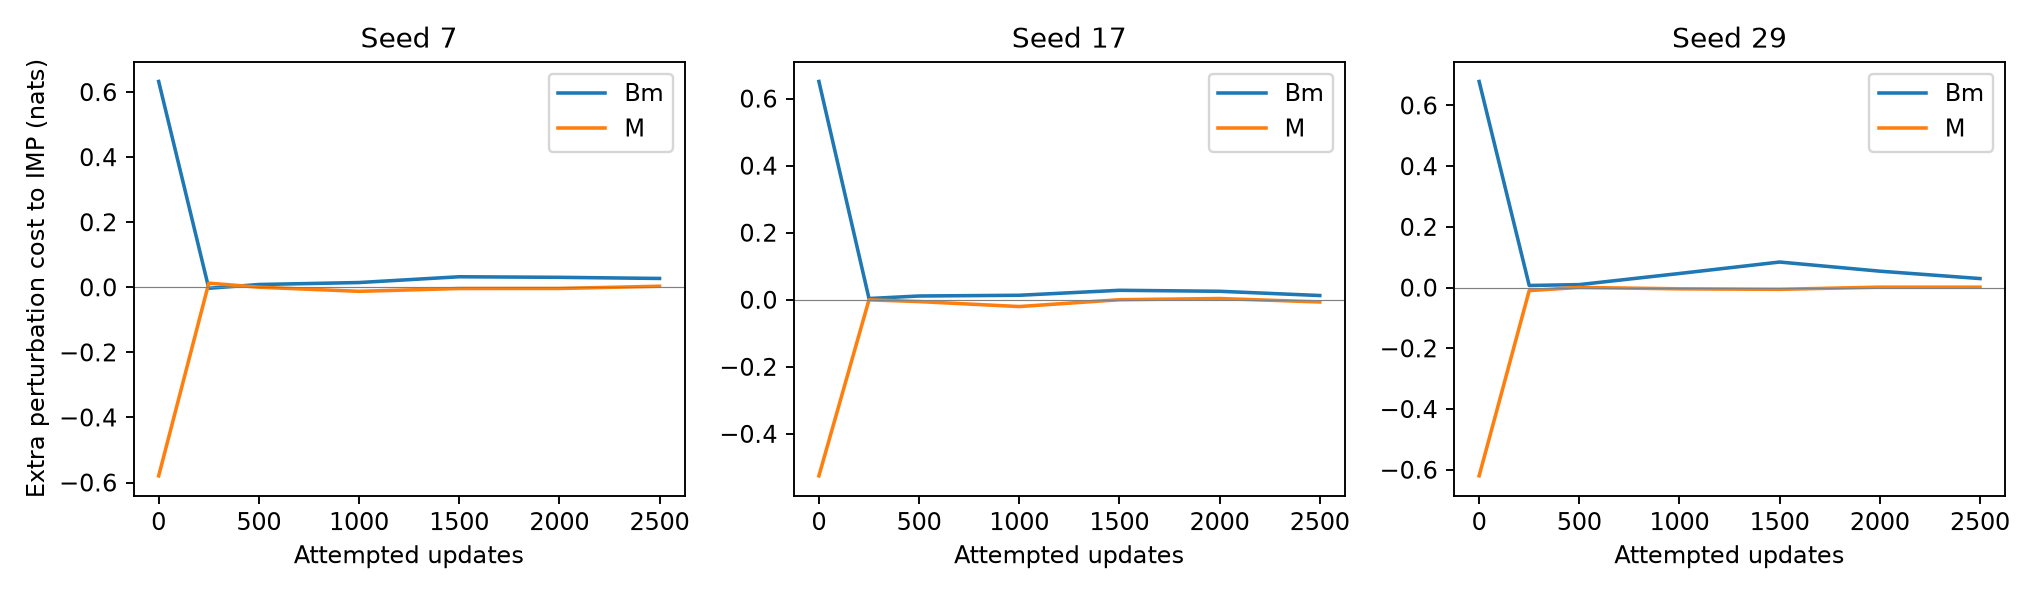 Seed 7
Extra perturbation cost to IMP (nats)
0.6
0.4
0.2
0.0
−0.2
−0.4
−0.6
Bm
M
0 500 1000 1500 2000 2500
Attempted updates
Seed 17
0.6
0.4
0.2
0.0
−0.2
−0.4
Bm
M
0 500 1000 1500 2000 2500
Attempted updates
Seed 29
0.6
0.4
0.2
0.0
−0.2
−0.4
−0.6
Bm
M
0 500 1000 1500 2000 2500
Attempted updates